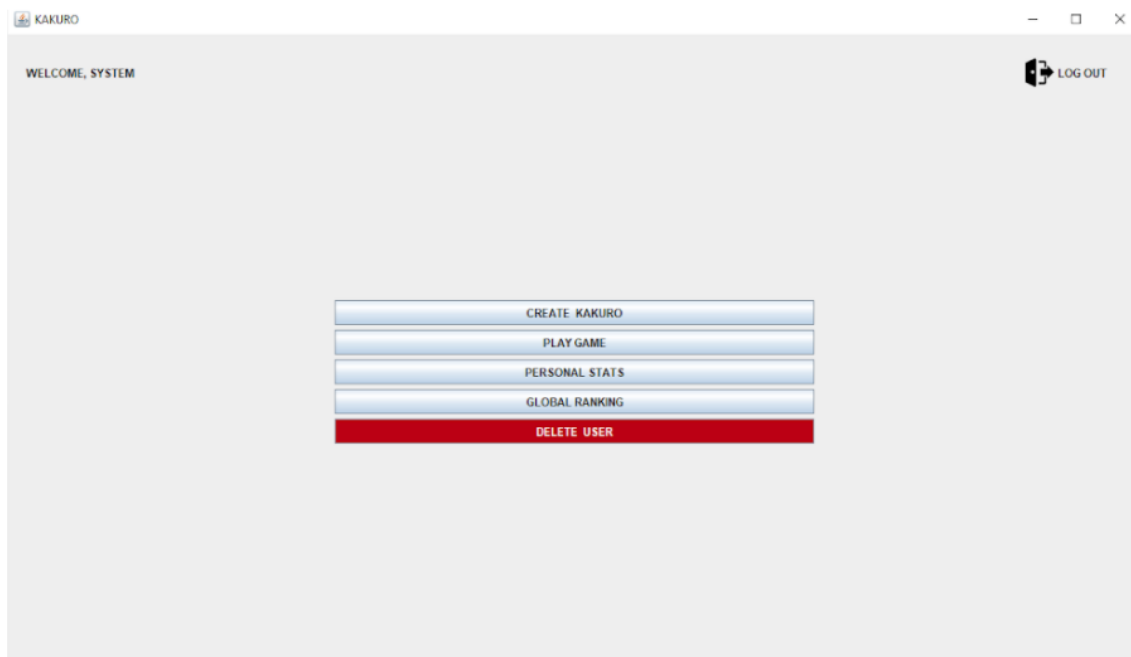 KAKURO
WELCOME, SYSTEM
LOG OUT
CREATE KAKURO
PLAY GAME
PERSONAL STATS
GLOBAL RANKING
DELETE USER